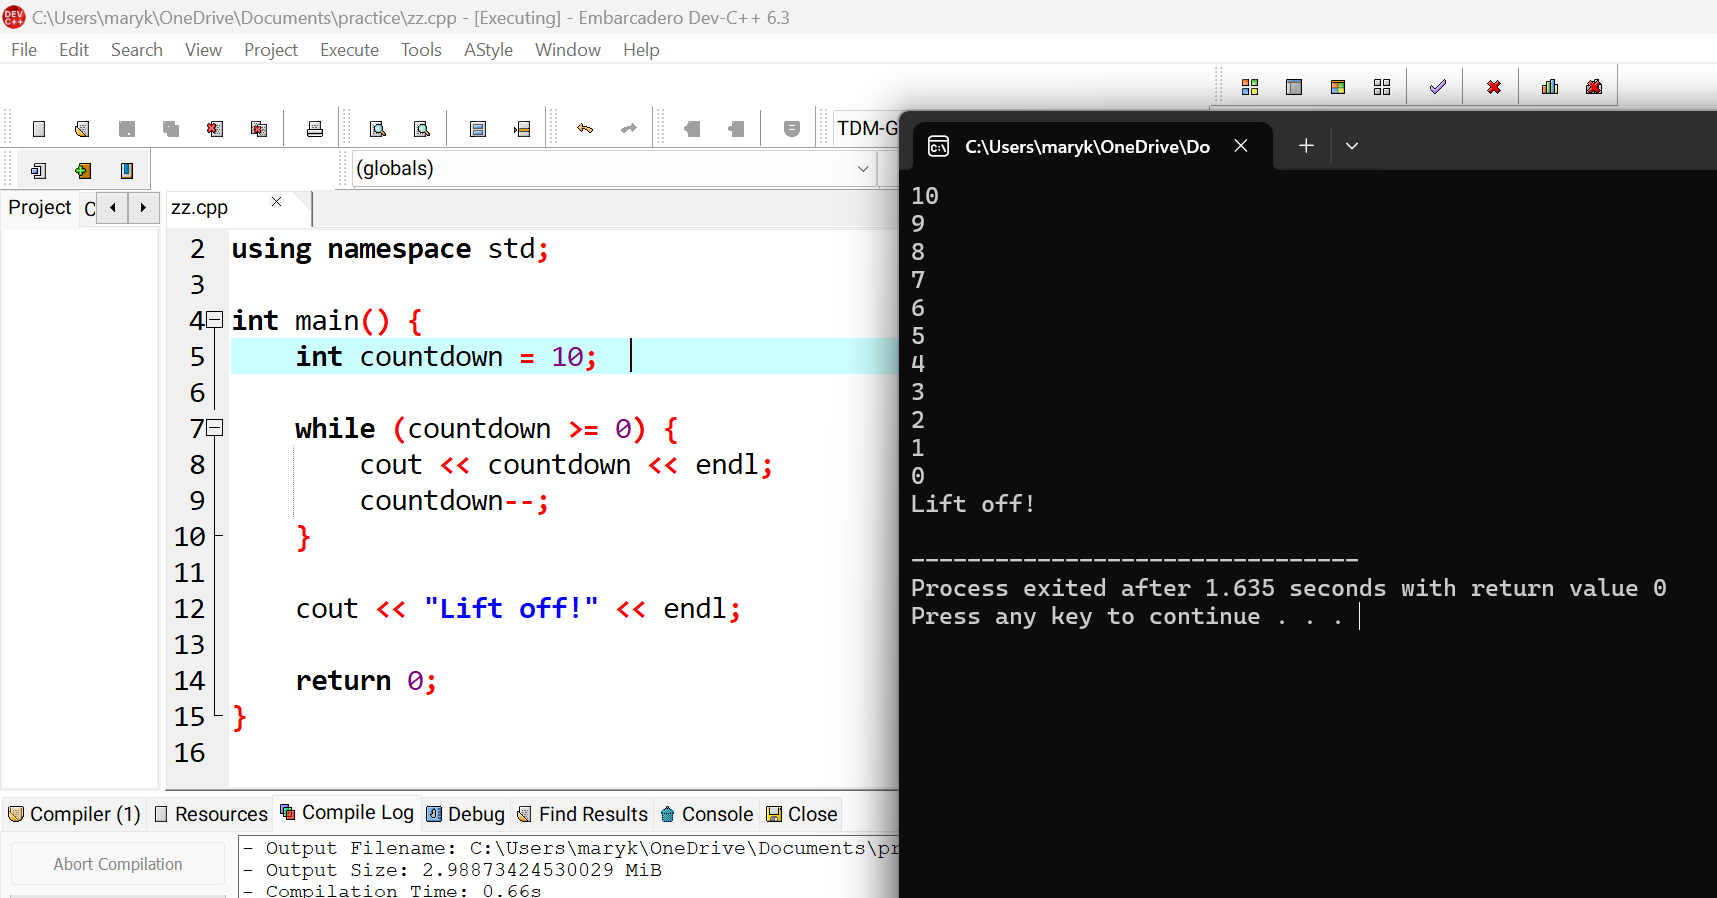 C:\Users\maryk\OneDrive\Documents\practice\zz.cpp - [Executing] - Embarcadero Dev-C++ 6.3
File Edit Search View Project Execute Tools AStyle Window Help
TDM-G
(globals)
Project C
zz.cpp
2 using namespace std;
3
4 int main() {
5 int countdown = 10;
6
7 while (countdown >= 0) {
8 cout << countdown << endl;
9 countdown--;
10 }
11
12 cout << "Lift off!" << endl;
13
14 return 0;
15 }
16
Compiler (1) Resources Compile Log Debug Find Results Console Close
Abort Compilation
- Output Filename: C:\Users\maryk\OneDrive\Documents\pr
- Output Size: 2.98873424530029 MiB
- Compilation Time: 0.66s
C:\Users\maryk\OneDrive\Do
10
9
8
7
6
5
4
3
2
1
0
Lift off!
--------------------------------
Process exited after 1.635 seconds with return value 0
Press any key to continue . . .